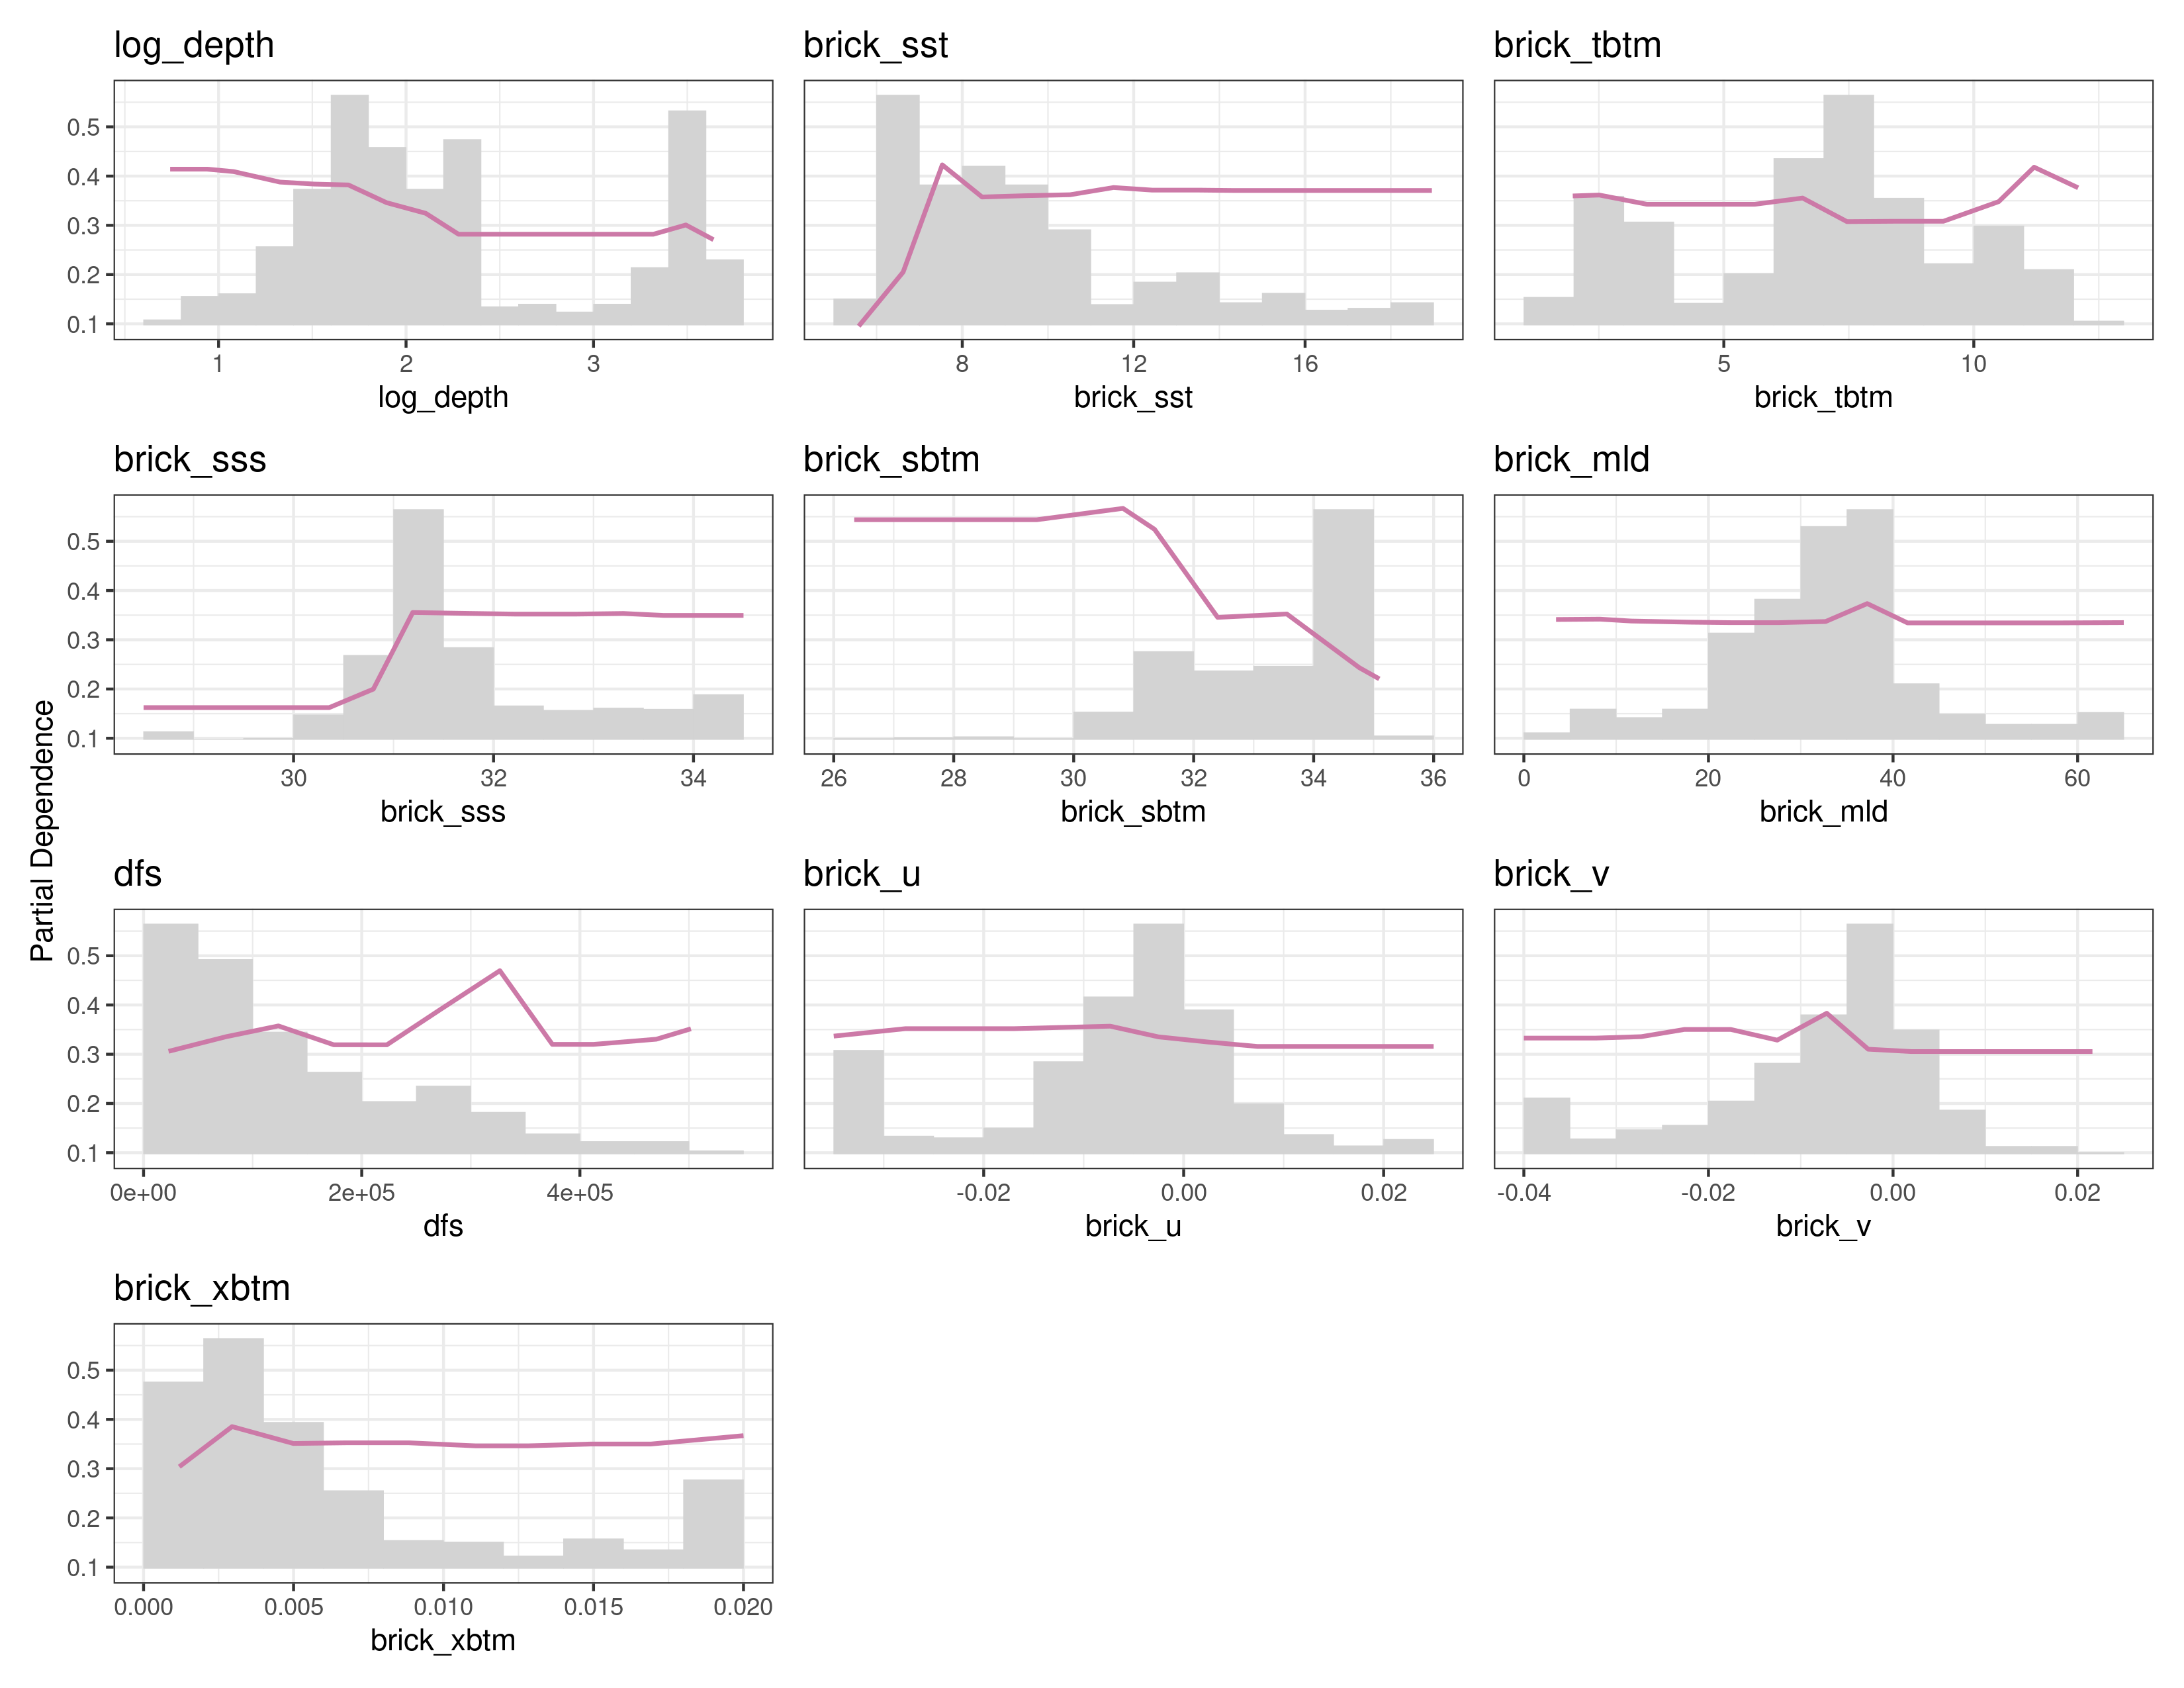 log_depth
brick_sst
brick_tbtm
0.5
0.4
0.3
0.2
0.1
1 2 3
8 12 16
5 10
log_depth
brick_sst
brick_tbtm
brick_sss
brick_sbtm
brick_mld
0.5
0.4
0.3
0.2
0.1
30 32 34
26 28 30 32 34 36
0 20 40 60
brick_sss
brick_sbtm
brick_mld
Partial Dependence
dfs
brick_u
brick_v
0.5
0.4
0.3
0.2
0.1
0e+00 2e+05 4e+05
-0.02 0.00 0.02
-0.04 -0.02 0.00 0.02
dfs
brick_u
brick_v
brick_xbtm
0.5
0.4
0.3
0.2
0.1
0.000 0.005 0.010 0.015 0.020
brick_xbtm